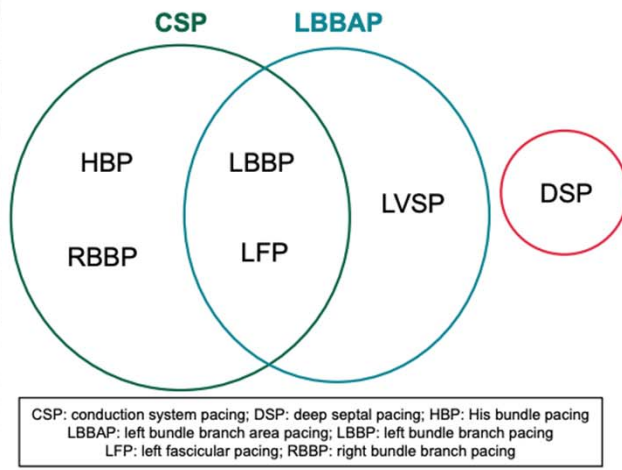 CSP LBBAP
HBP LBBP
LVSP DSP
RBBP LFP
CSP: conduction system pacing; DSP: deep septal pacing; HBP: His bundle pacing
LBBAP: left bundle branch area pacing; LBBP: left bundle branch pacing
LFP: left fascicular pacing; RBBP: right bundle branch pacing